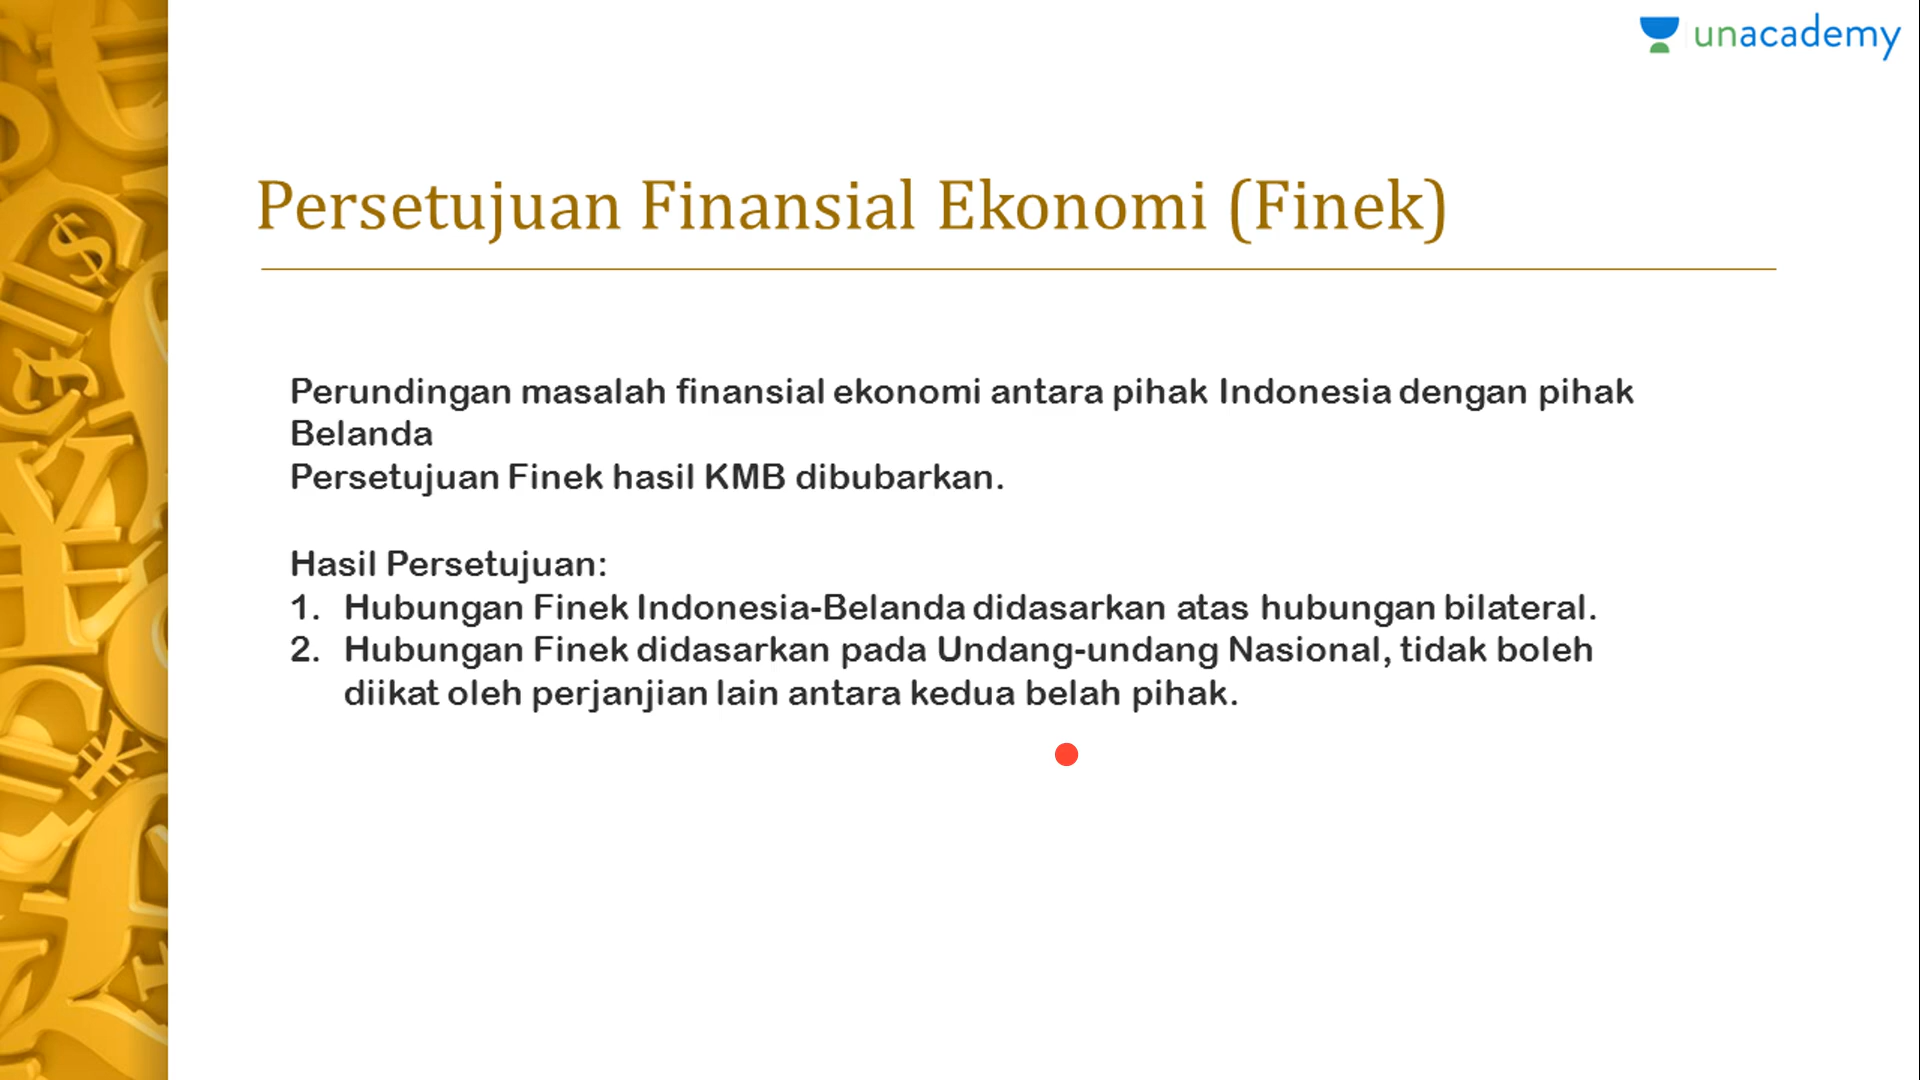 unacademy
Persetujuan Finansial Ekonomi (Finek)
Perundingan masalah finansial ekonomi antara pihak Indonesia dengan pihak
Belanda
Persetujuan Finek hasil KMB dibubarkan.
Hasil Persetujuan:
1. Hubungan Finek Indonesia-Belanda didasarkan atas hubungan bilateral.
2. Hubungan Finek didasarkan pada Undang-undang Nasional, tidak boleh
diikat oleh perjanjian lain antara kedua belah pihak.